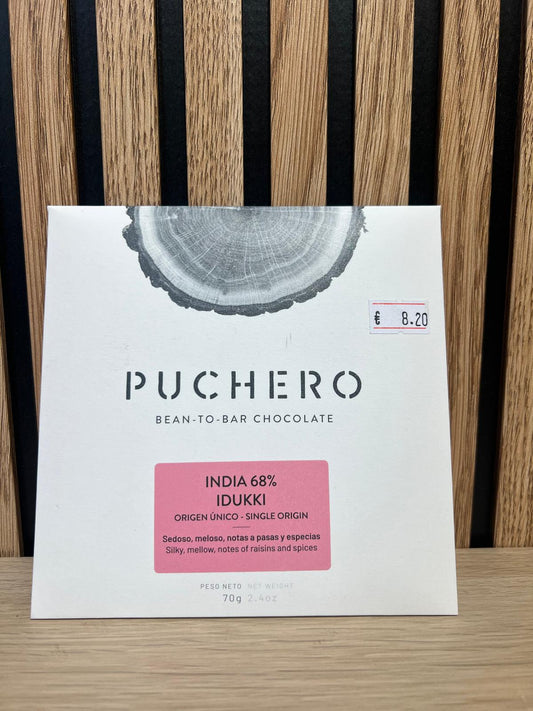 € 8.20
PUCHERO
BEAN-TO-BAR CHOCOLATE
INDIA 68%
IDUKKI
ORIGEN ÚNICO - SINGLE ORIGIN
Sedoso, meloso, notas a pasas y especias
Silky, mellow, notes of raisins and spices
PESO NETO NET WEIGHT
70g 2.4oz